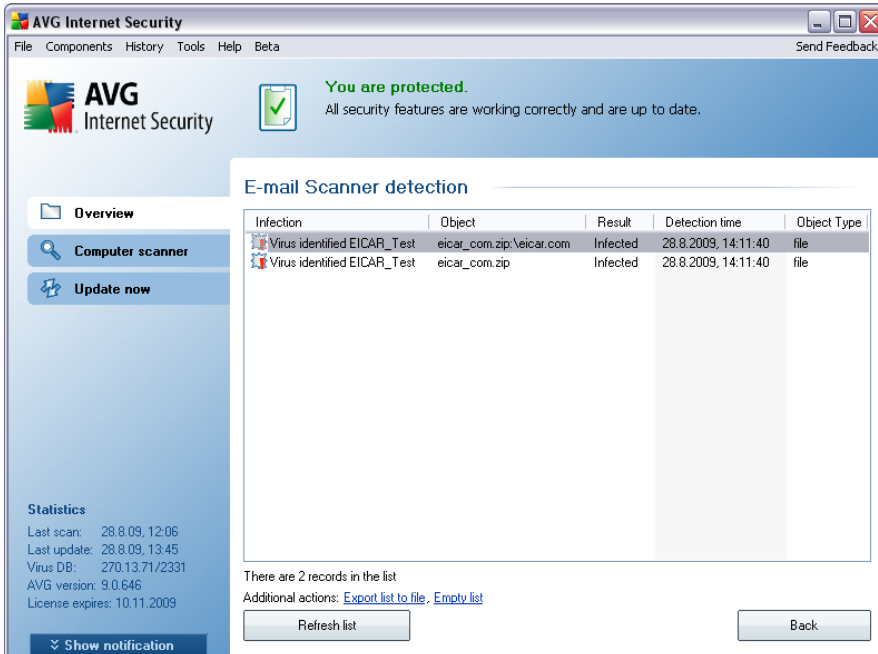 AVG Internet Security
File Components History Tools Help Beta Send Feedback
AVG
Internet Security
You are protected.
All security features are working correctly and are up to date.
Overview
Computer scanner
Update now
E-mail Scanner detection
Infection Object Result Detection time Object Type
Virus identified EICAR_Test eicar_com.zip:\eicar.com Infected 28.8.2009, 14:11:40 file
Virus identified EICAR_Test eicar_com.zip Infected 28.8.2009, 14:11:40 file
Statistics
Last scan: 28.8.09, 12:06
Last update: 28.8.09, 13:45
Virus DB: 270.13.71/2331
AVG version: 9.0.646
License expires: 10.11.2009
Show notification
There are 2 records in the list
Additional actions: Export list to file, Empty list
Refresh list Back